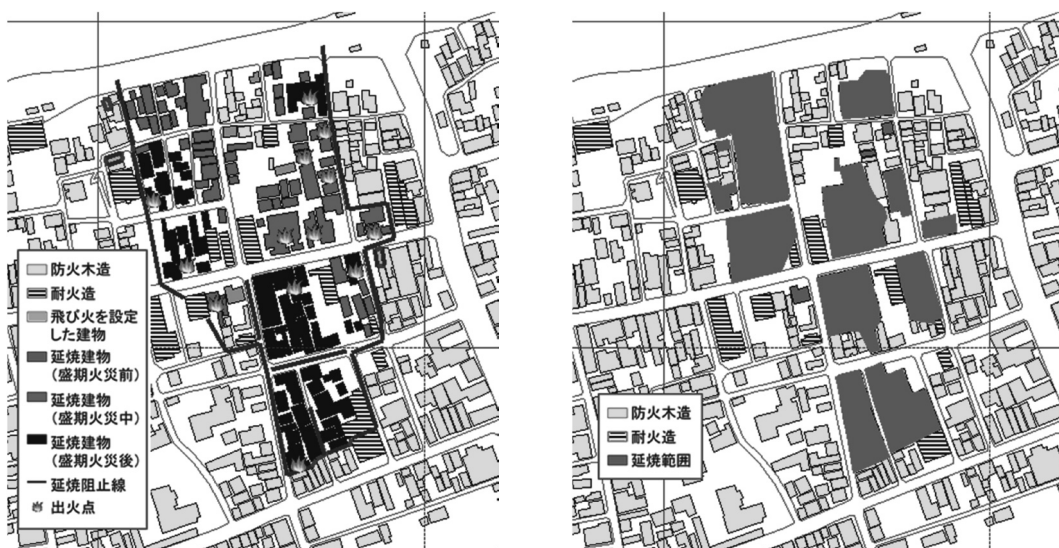 防火木造
耐火造
飛び火を設定
した建物
延焼建物
(盛期火災前)
延焼建物
(盛期火災中)
延焼建物
(盛期火災後)
延焼阻止線
出火点
防火木造
耐火造
延焼範囲